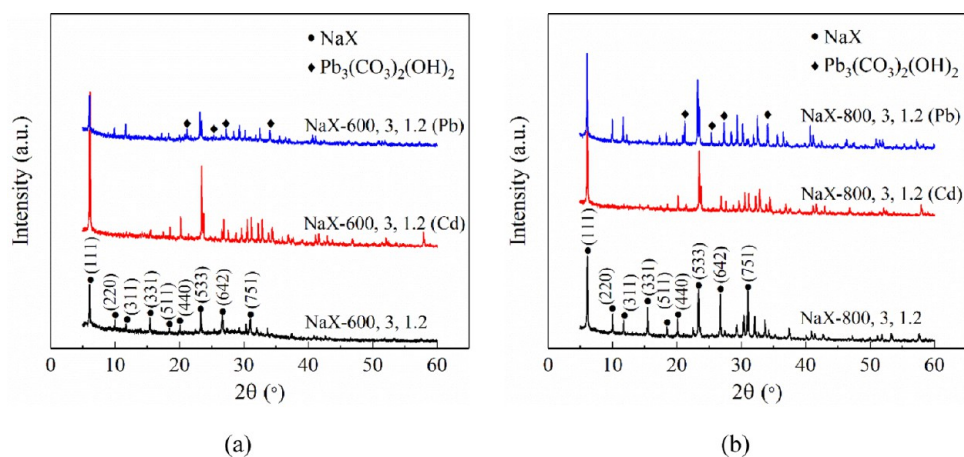 (a)
Intensity (a.u.)
● NaX
◆ Pb3(CO3)2(OH)2
NaX-600, 3, 1.2 (Pb)
NaX-600, 3, 1.2 (Cd)
(111)
(220)
(311)
(331)
(511)
(440)
(533)
(642)
(751)
NaX-600, 3, 1.2
0 10 20 30 40 50 60
2θ (°)
(a)
(b)
Intensity (a.u.)
● NaX
◆ Pb3(CO3)2(OH)2
NaX-800, 3, 1.2 (Pb)
NaX-800, 3, 1.2 (Cd)
(111)
(220)
(311)
(331)
(511)
(440)
(533)
(642)
(751)
NaX-800, 3, 1.2
0 10 20 30 40 50 60
2θ (°)
(b)